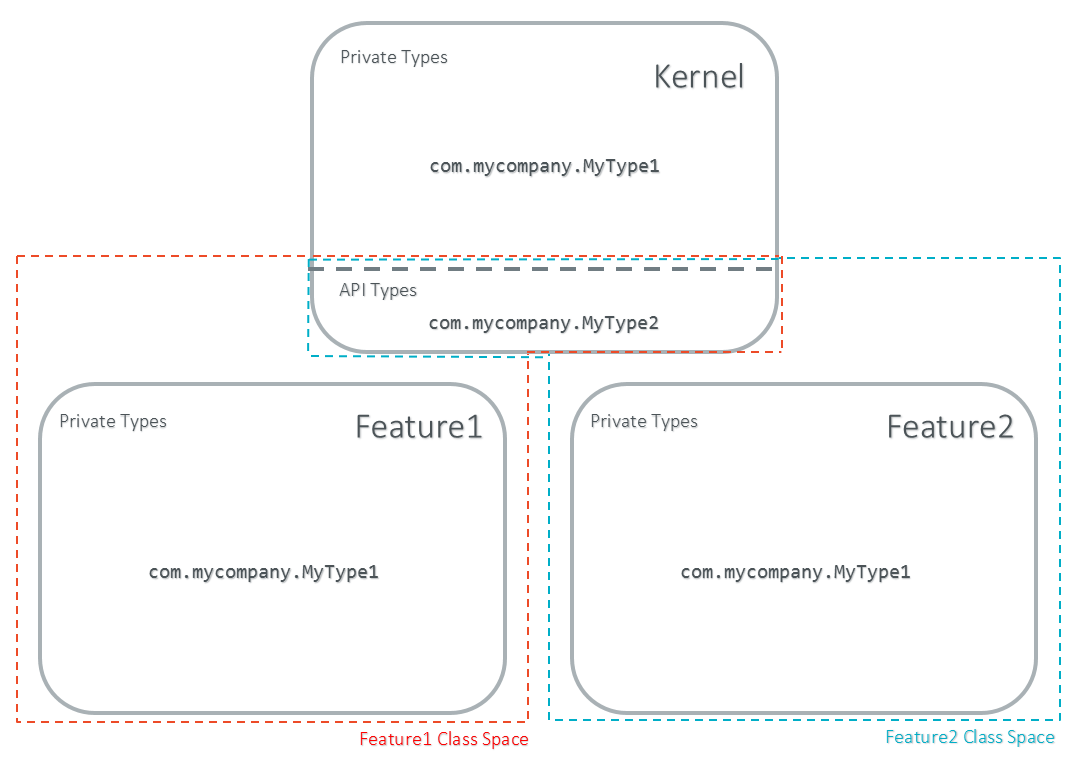 Private Types
Kernel
com.mycompany.MyType1
API Types
com.mycompany.MyType2
Private Types
Feature1
com.mycompany.MyType1
Private Types
Feature2
com.mycompany.MyType1
Feature1 Class Space
Feature2 Class Space